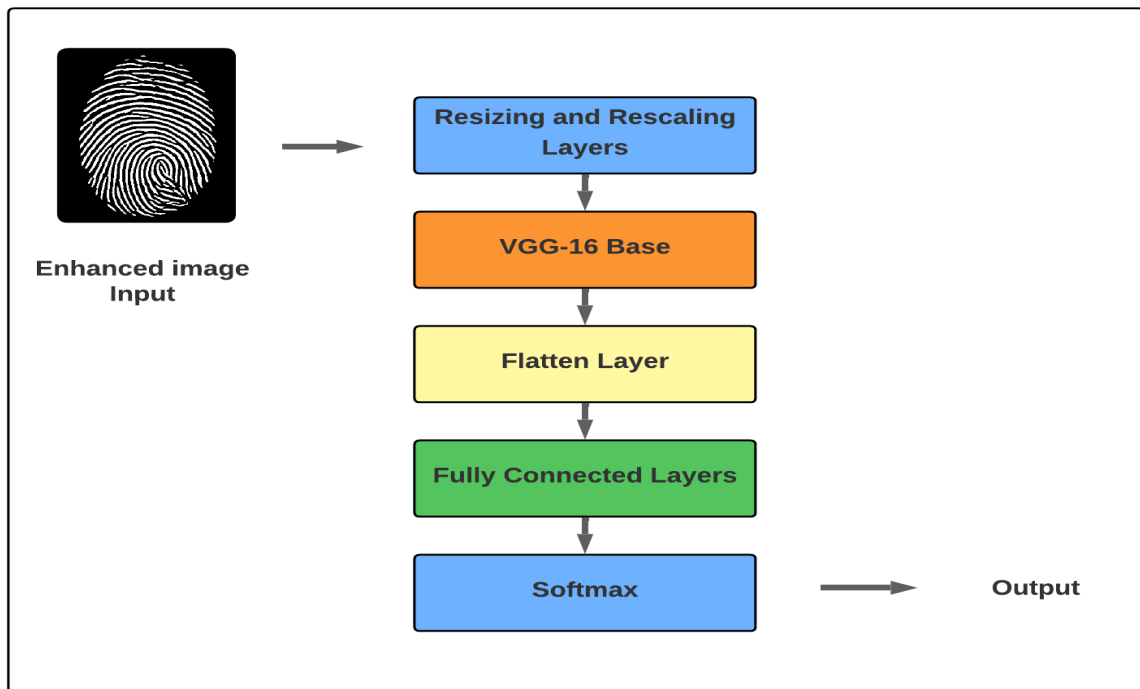 Enhanced image
Input
Resizing and Rescaling
Layers
VGG-16 Base
Flatten Layer
Fully Connected Layers
Softmax
Output